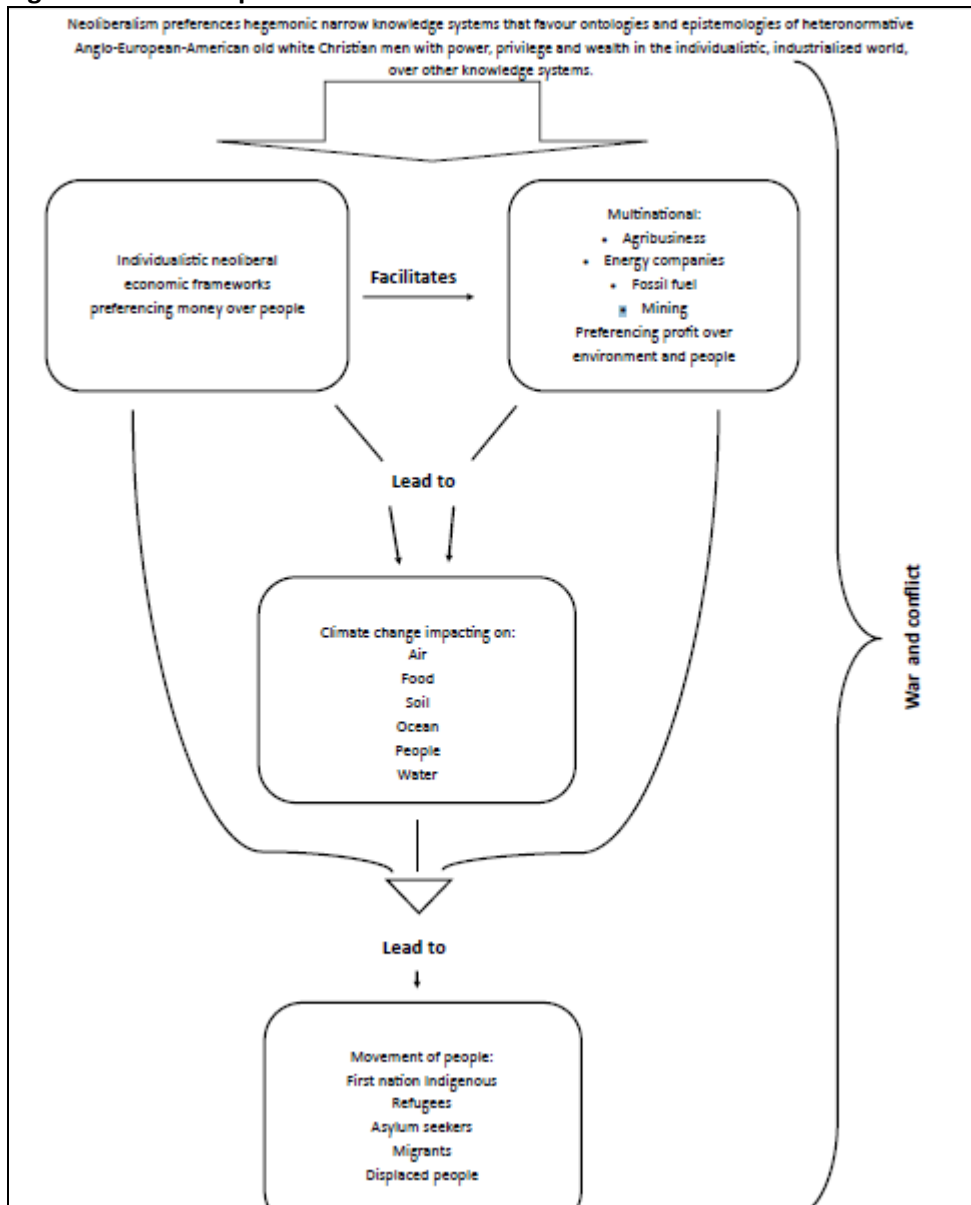 Neoliberalism preferences hegemonic narrow knowledge systems that favour ontologies and epistemologies of heteronormative
Anglo-European-American old white Christian men with power, privilege and wealth in the individualistic, industrialised world,
over other knowledge systems.
Individualistic neoliberal
economic frameworks
preferencing money over people
Facilitates
Multinational:
• Agribusiness
• Energy companies
• Fossil fuel
• Mining
Preferencing profit over
environment and people
Lead to
Climate change impacting on:
Air
Food
Soil
Ocean
People
Water
War and conflict
Lead to
Movement of people:
First nation Indigenous
Refugees
Asylum seekers
Migrants
Displaced people